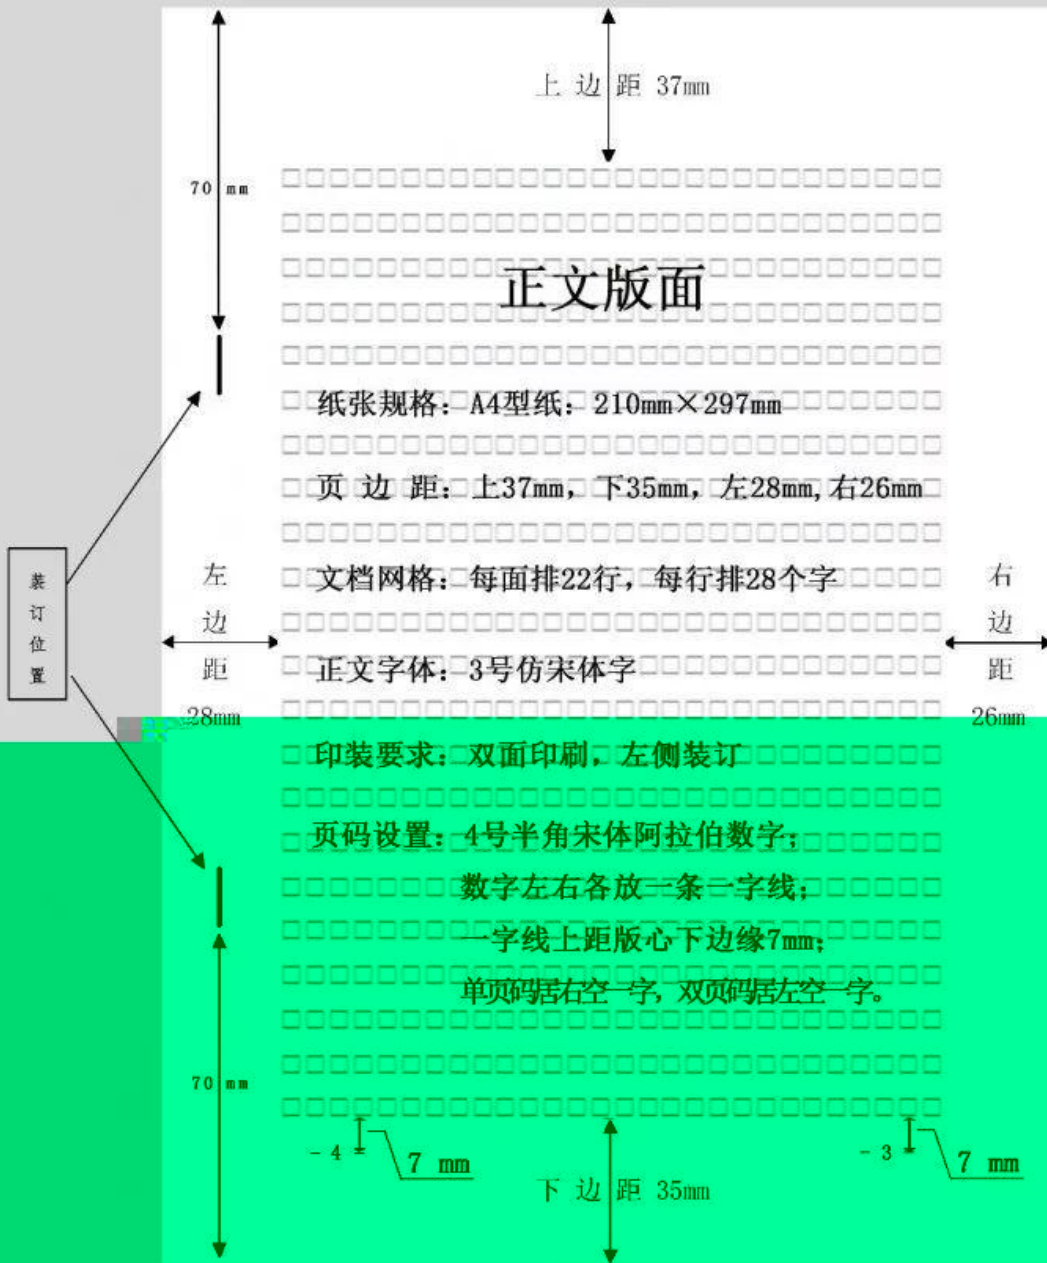 上 边 距 37mm
70 mm
正文版面
纸张规格：A4型纸：210mm×297mm
页 边 距：上37mm，下35mm，左28mm,右26mm
装订位置
左边距
28mm
文档网格：每面排22行，每行排28个字
右边距
26mm
正文字体：3号仿宋体字
印装要求：双面印刷，左侧装订
页码设置：4号半角宋体阿拉伯数字；
数字左右各放一条一字线；
一字线上距版心下边缘7mm；
单页码居右空一字，双页码居左空一字。
70 mm
- 4 -
7 mm
下 边 距 35mm
- 3 -
7 mm